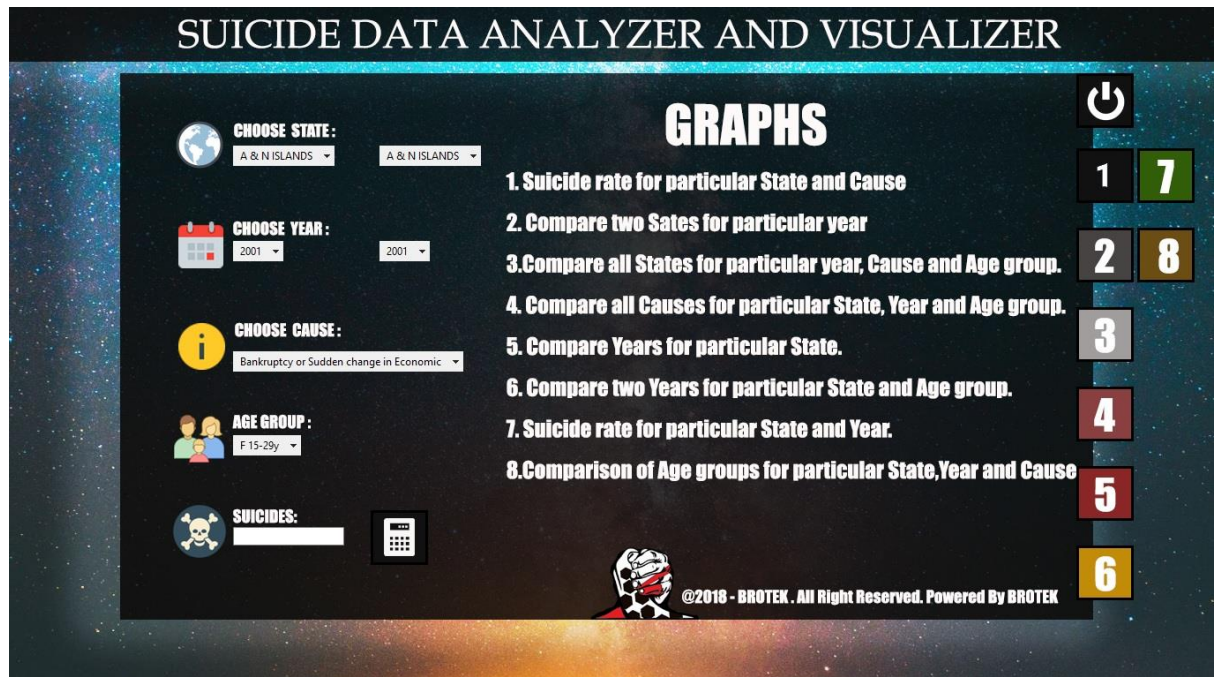 SUICIDE DATA ANALYZER AND VISUALIZER
CHOOSE STATE :
A & N ISLANDS
A & N ISLANDS
CHOOSE YEAR :
2001
2001
CHOOSE CAUSE :
Bankruptcy or Sudden change in Economic
AGE GROUP :
F 15-29y
SUICIDES:
GRAPHS
1. Suicide rate for particular State and Cause
2. Compare two Sates for particular year
3.Compare all States for particular year, Cause and Age group.
4. Compare all Causes for particular State, Year and Age group.
5. Compare Years for particular State.
6. Compare two Years for particular State and Age group.
7. Suicide rate for particular State and Year.
8.Comparison of Age groups for particular State,Year and Cause
@2018 - BROTEK . All Right Reserved. Powered By BROTEK
1
7
2
8
3
4
5
6